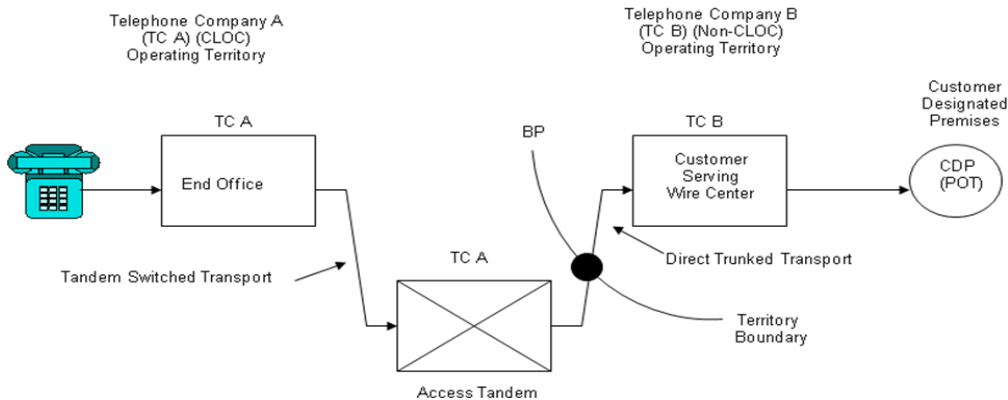 Telephone Company A
(TC A) (CLOC)
Operating Territory
Telephone Company B
(TC B) (Non-CLOC)
Operating Territory
Customer
Designated
Premises
TC A
BP
TC B
End Office
Customer
Serving
Wire Center
CDP
(POT)
Tandem Switched Transport
TC A
Direct Trunked Transport
Territory
Boundary
Access Tandem